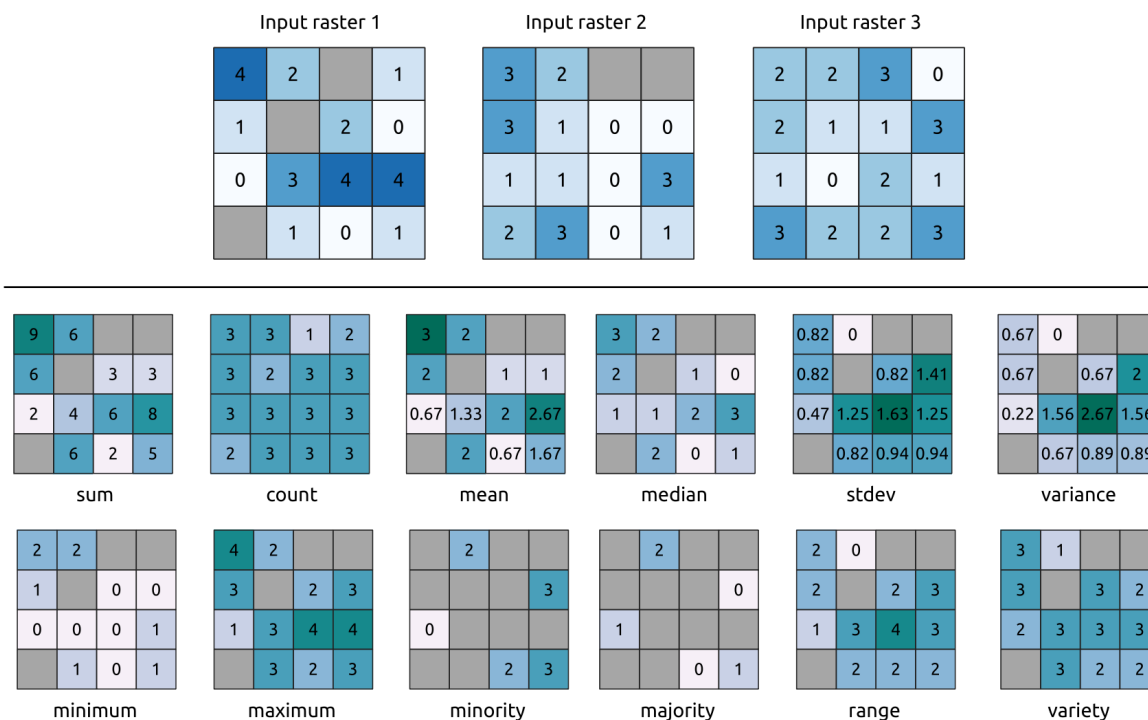 Input raster 1 Input raster 2 Input raster 3
4 2 1 3 2 2 2 3 0
1 2 0 3 1 0 0 2 1 1 3
0 3 4 4 1 1 0 3 1 0 2 1
1 0 1 2 3 0 1 3 2 2 3
9 6 3 3 1 2 3 2 3 2 0.82 0 0.67 0
6 3 3 3 2 3 3 2 1 1 2 1 0 0.82 0.82 1.41 0.67 0.67 2
2 4 6 8 3 3 3 3 0.67 1.33 2 2.67 1 1 2 3 0.47 1.25 1.63 1.25 0.22 1.56 2.67 1.56
6 2 5 2 3 3 3 2 0.67 1.67 2 0 1 0.82 0.94 0.94 0.67 0.89 0.89
sum count mean median stdev variance
2 2 4 2 2 2 2 0 3 1
1 0 0 3 2 3 3 0 2 2 3 3 3 2
0 0 0 1 1 3 4 4 0 1 1 3 4 3 2 3 3 3
1 0 1 3 2 3 2 3 0 1 2 2 2 3 2 2
minimum maximum minority majority range variety